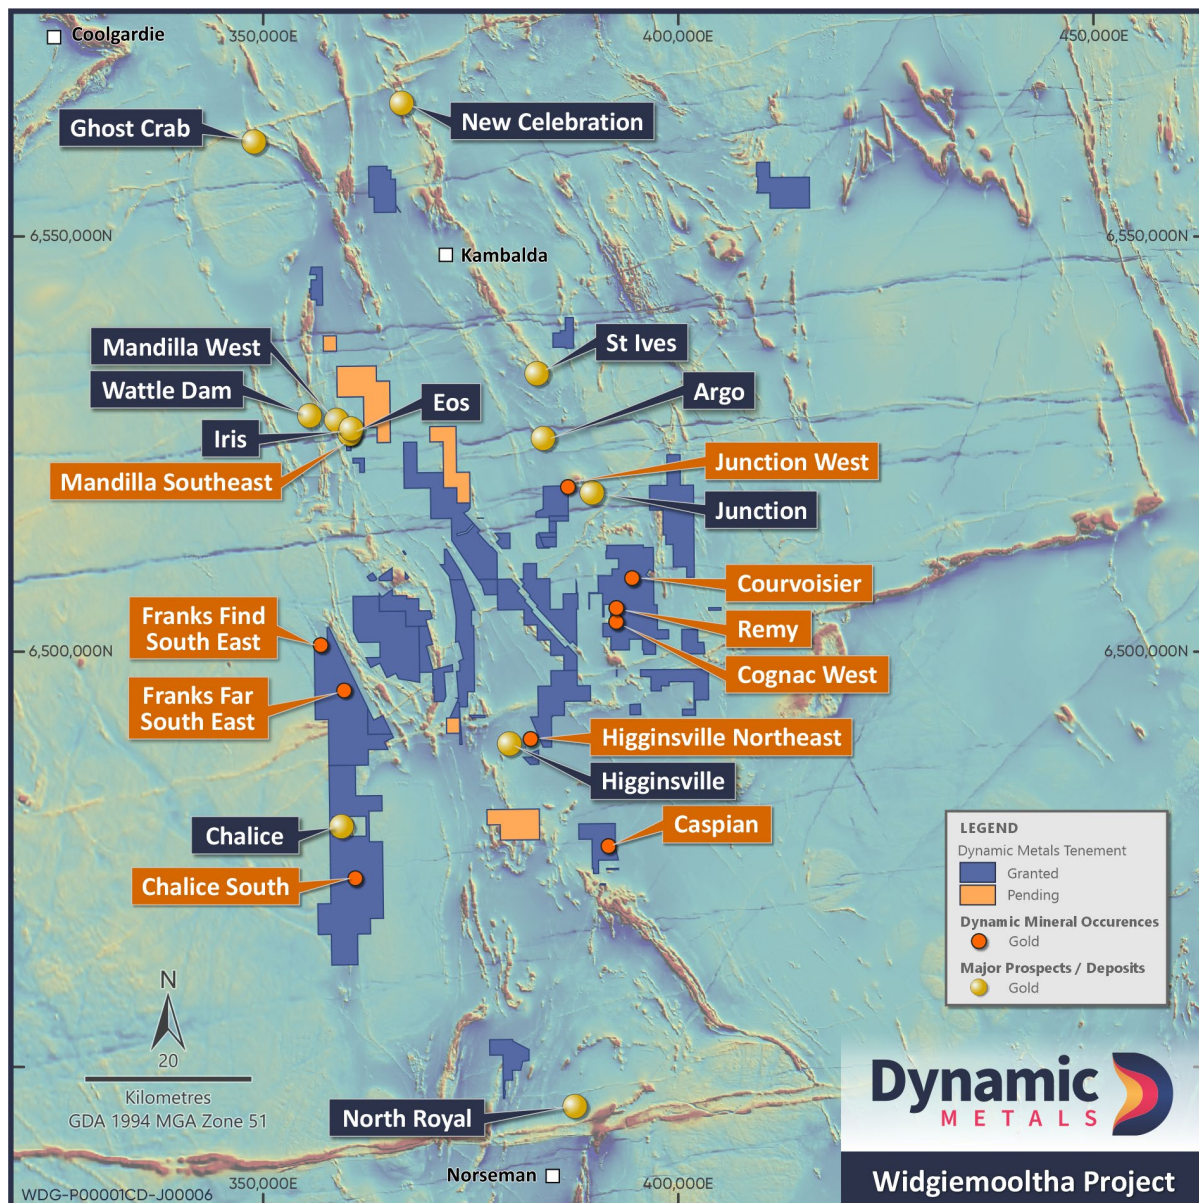 Coolgardie
350,000E
400,000E
450,000E
Ghost Crab
New Celebration
6,550,000N
6,550,000N
Kambalda
Mandilla West
St Ives
Wattle Dam
Eos
Argo
Iris
Mandilla Southeast
Junction West
Junction
Courvoisier
Franks Find
South East
Remy
6,500,000N
6,500,000N
Cognac West
Franks Far
South East
Higginsville Northeast
Higginsville
Chalice
Caspian
Chalice South
LEGEND
Dynamic Metals Tenement
Granted
Pending
Dynamic Mineral Occurences
Gold
Major Prospects / Deposits
Gold
N
20
Kilometres
GDA 1994 MGA Zone 51
North Royal
Dynamic
METALS
Norseman
Widgiemooltha Project
350,000E
400,000E
WDG-P00001CD-J00006